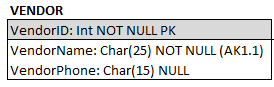 VENDOR
VendorID: Int NOT NULL PK
VendorName: Char(25) NOT NULL (AK1.1)
VendorPhone: Char(15) NULL